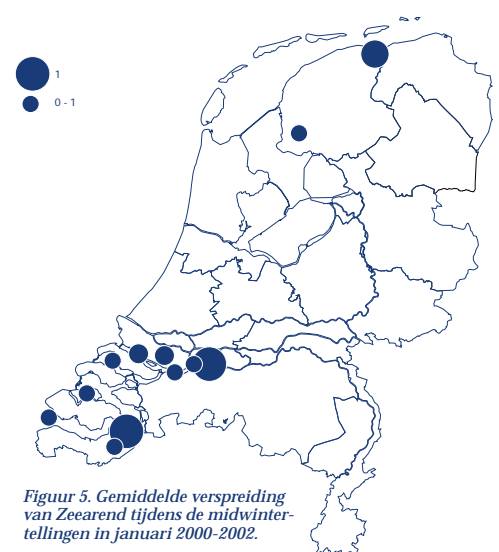 1
0 - 1
Figuur 5. Gemiddelde verspreiding
van Zeearend tijdens de midwinter-
tellingen in januari 2000-2002.